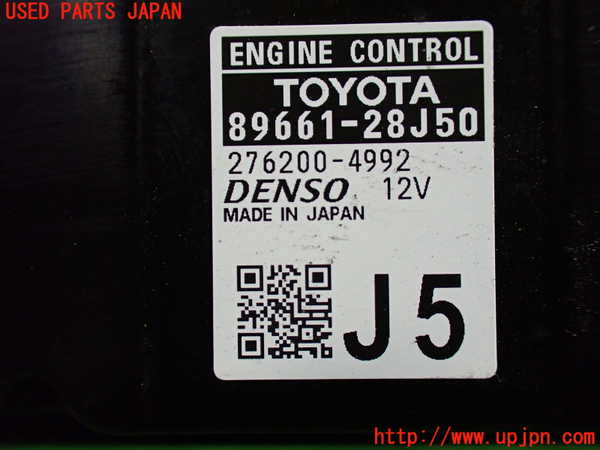 USED PARTS JAPAN
ENGINE CONTROL
TOYOTA
89661-28J50
276200-4992
DENSO 12V
MADE IN JAPAN
J5
http://www.upjpn.com/